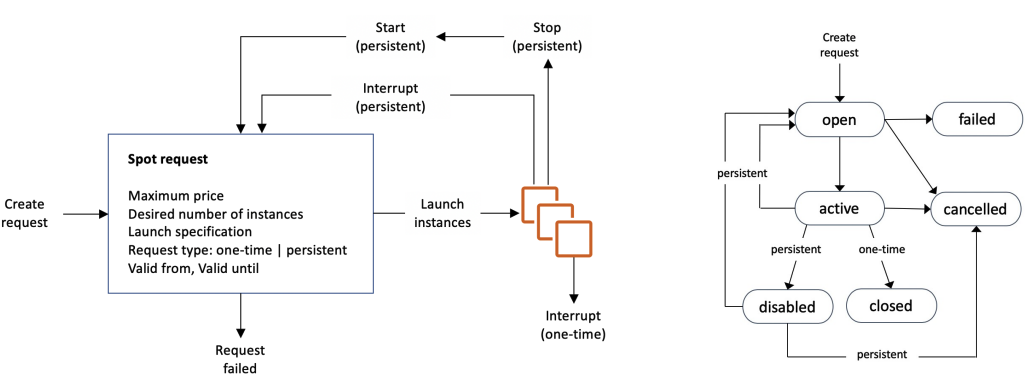 Start
(persistent)
Stop
(persistent)
Interrupt
(persistent)
Spot request
Maximum price
Desired number of instances
Launch specification
Request type: one-time | persistent
Valid from, Valid until
Create
request
Launch
instances
Interrupt
(one-time)
Request
failed
Create
request
open
failed
persistent
active
cancelled
persistent
one-time
disabled
closed
persistent